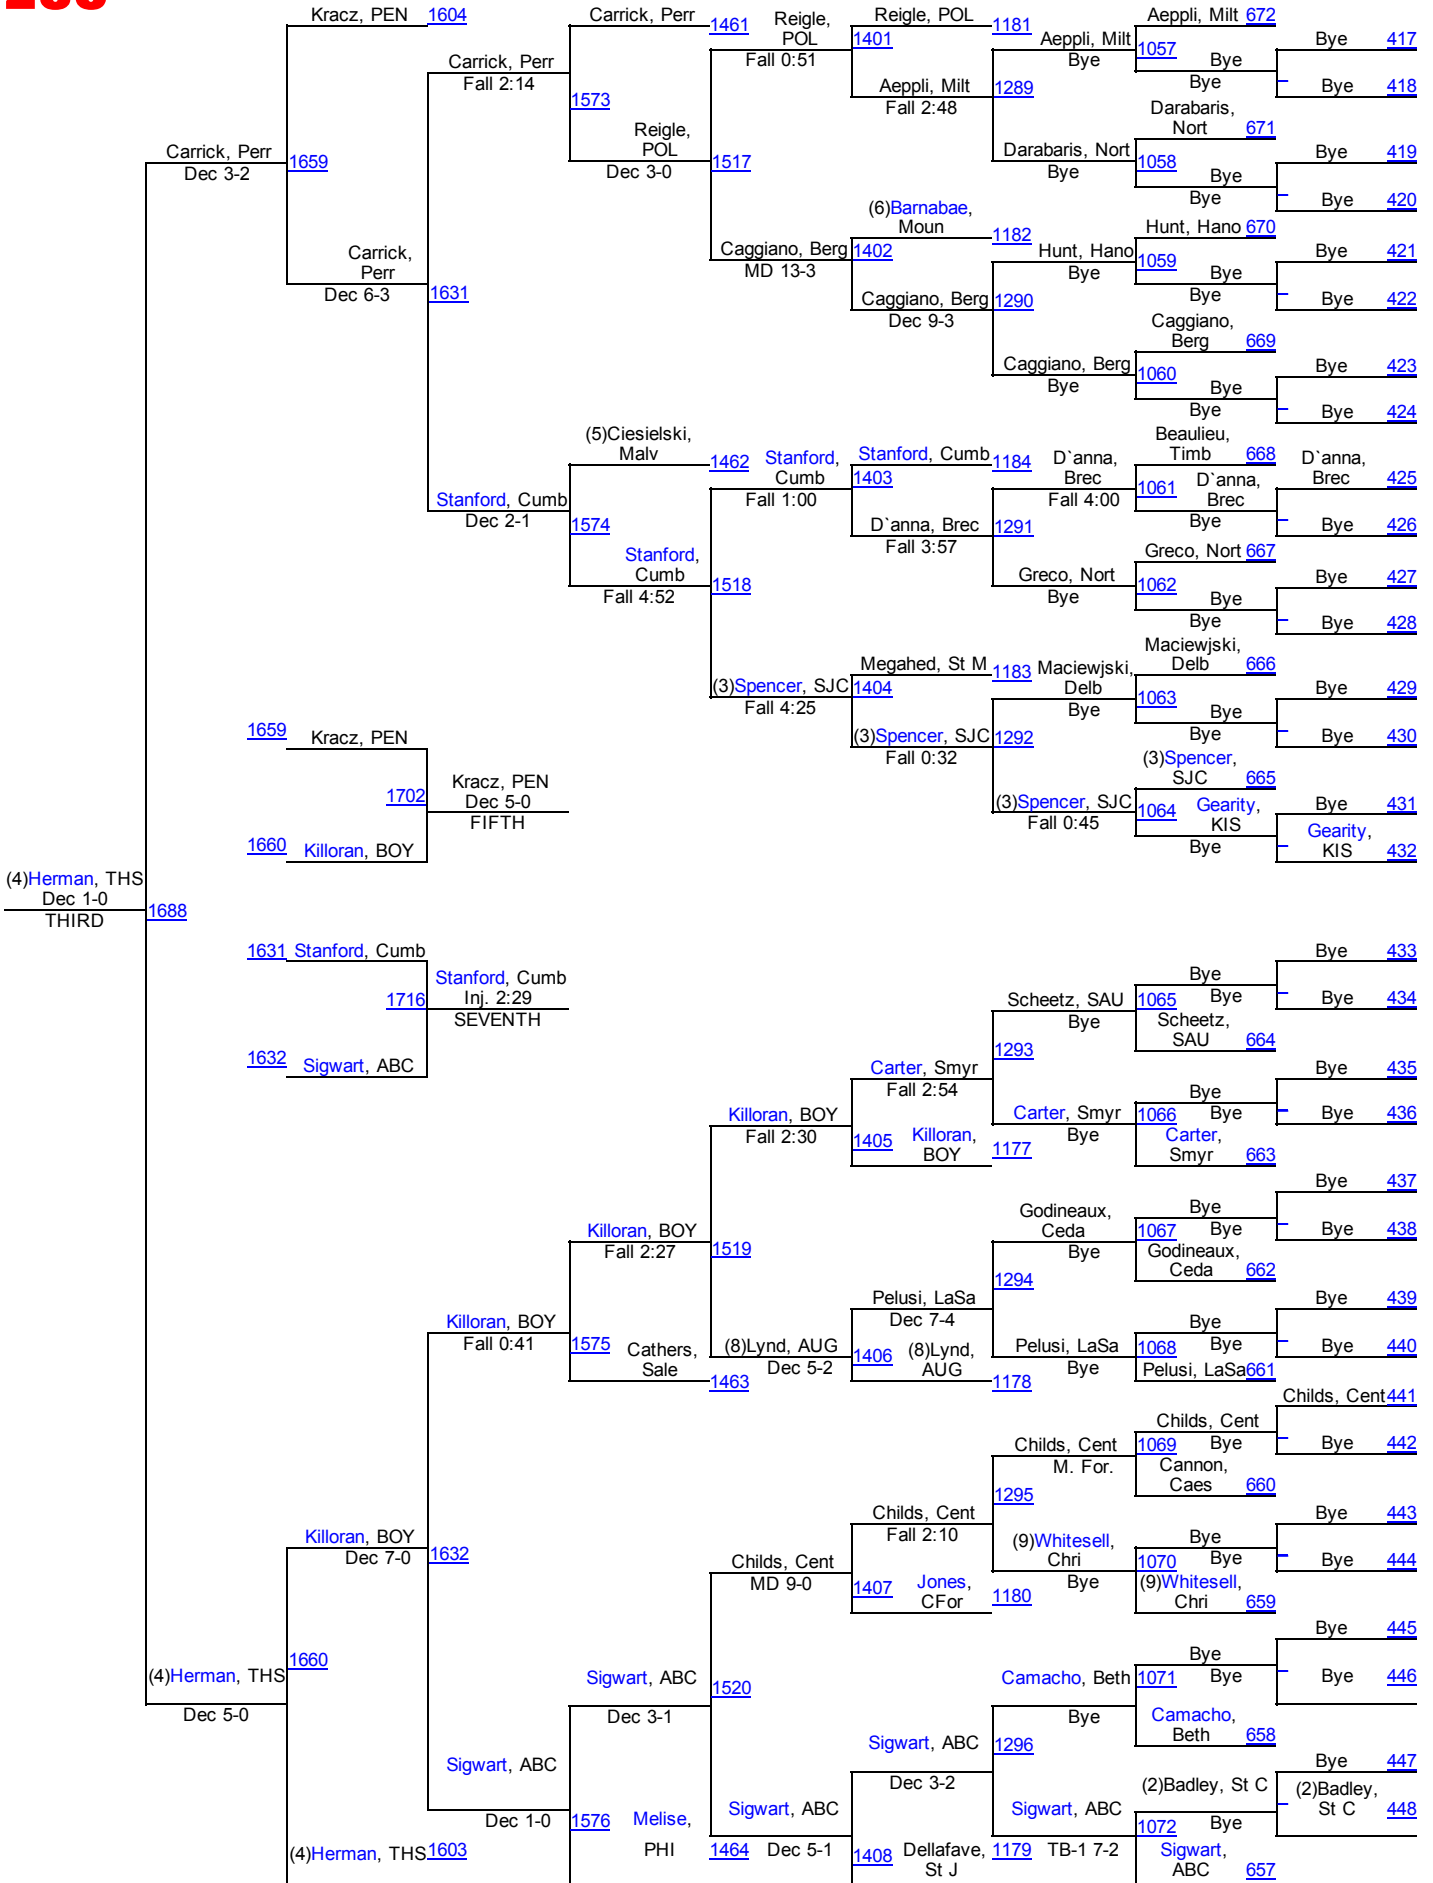 Kracz, PEN 1604 Carrick, Perr 1461 Reigle, POL Reigle, POL 1181 Aeppli, Milt 672
Carrick, Perr
Fall 2:14
1573
Reigle,
POL
Dec 3-0
1517
Fall 0:51
1401
Aeppli, Milt
Fall 2:48
1289
Aeppli, Milt
Bye
1057
Bye
Bye
Bye 417
Bye 418
Darabaris,
Nort 671
Darabaris, Nort
Bye
1058
Bye
Bye
Bye 419
Bye 420
Carrick, Perr
Dec 3-2
1659
Carrick,
Perr
Dec 6-3
1631
(6)Barnabae,
Moun
1182
Caggiano, Berg
MD 13-3
1402
Caggiano, Berg
Dec 9-3
1290
Hunt, Hano 670
Hunt, Hano
Bye
1059
Bye
Bye
Bye 421
Bye 422
Caggiano,
Berg 669
Caggiano, Berg
Bye
1060
Bye
Bye
Bye 423
Bye 424
(5)Ciesielski,
Malv
1462
Stanford, Cumb
Dec 2-1
1574
Stanford,
Cumb
Fall 4:52
1518
Stanford,
Cumb
Fall 1:00
1403
Stanford, Cumb 1184
D`anna, Brec
Fall 3:57
1291
D`anna,
Brec
Fall 4:00
1061
Beaulieu,
Timb 668
D`anna,
Brec
Bye
D`anna,
Brec 425
Bye 426
Greco, Nort 667
Greco, Nort
Bye
1062
Bye
Bye
Bye 427
Bye 428
(3)Spencer, SJC
Fall 4:25
1404
Megahed, St M 1183
(3)Spencer, SJC
Fall 0:32
1292
Maciewjski,
Delb
Bye
1063
Maciewjski,
Delb 666
Bye
Bye
Bye 429
Bye 430
(3)Spencer,
SJC 665
(3)Spencer, SJC
Fall 0:45
1064
Gearity,
KIS
Bye
Bye 431
Gearity,
KIS 432
1659 Kracz, PEN
1702
Kracz, PEN
Dec 5-0
FIFTH
1660 Killoran, BOY
(4)Herman, THS
Dec 1-0
THIRD
1688
1631 Stanford, Cumb
1716
Stanford, Cumb
Inj. 2:29
SEVENTH
1632 Sigwart, ABC
Scheetz, SAU
Bye
1065
Bye
Bye
Scheetz,
SAU 664
Bye 433
Bye 434
1293
Carter, Smyr
Fall 2:54
Carter, Smyr
Bye
1066
Bye
Bye
Carter,
Smyr 663
Bye 435
Bye 436
Killoran, BOY
Fall 2:30
1405
Killoran,
BOY
1177
Killoran, BOY
Fall 2:27
1519
Godineaux,
Ceda
Bye
1067
Bye
Bye
Godineaux,
Ceda 662
Bye 437
Bye 438
1294
Pelusi, LaSa
Dec 7-4
Pelusi, LaSa
Bye
1068
Bye
Bye
Pelusi, LaSa 661
Bye 439
Bye 440
Killoran, BOY
Fall 0:41
1575
Cathers,
Sale
1463
(8)Lynd, AUG
Dec 5-2
1406
(8)Lynd,
AUG
1178
Childs, Cent
M. For.
1069
Childs, Cent
Bye
Cannon,
Caes 660
Childs, Cent 441
Bye 442
1295
Childs, Cent
Fall 2:10
(9)Whitesell,
Chri
Bye
1070
Bye
Bye
(9)Whitesell,
Chri 659
Bye 443
Bye 444
Killoran, BOY
Dec 7-0
1632
Childs, Cent
MD 9-0
1407
Jones,
CFor
1180
(4)Herman, THS
Dec 5-0
1660
Sigwart, ABC
Dec 3-1
1520
Camacho, Beth
Bye
1071
Bye
Bye
Camacho,
Beth 658
Bye 445
Bye 446
Sigwart, ABC
Dec 3-2
1296
Sigwart, ABC
TB-1 7-2
1072
(2)Badley, St C
Bye
Sigwart,
ABC 657
Bye 447
(2)Badley,
St C 448
Sigwart, ABC
Dec 1-0
1576
Melise,
PHI
1464
Sigwart, ABC
Dec 5-1
1408
Dellafave,
St J
1179
(4)Herman, THS 1603